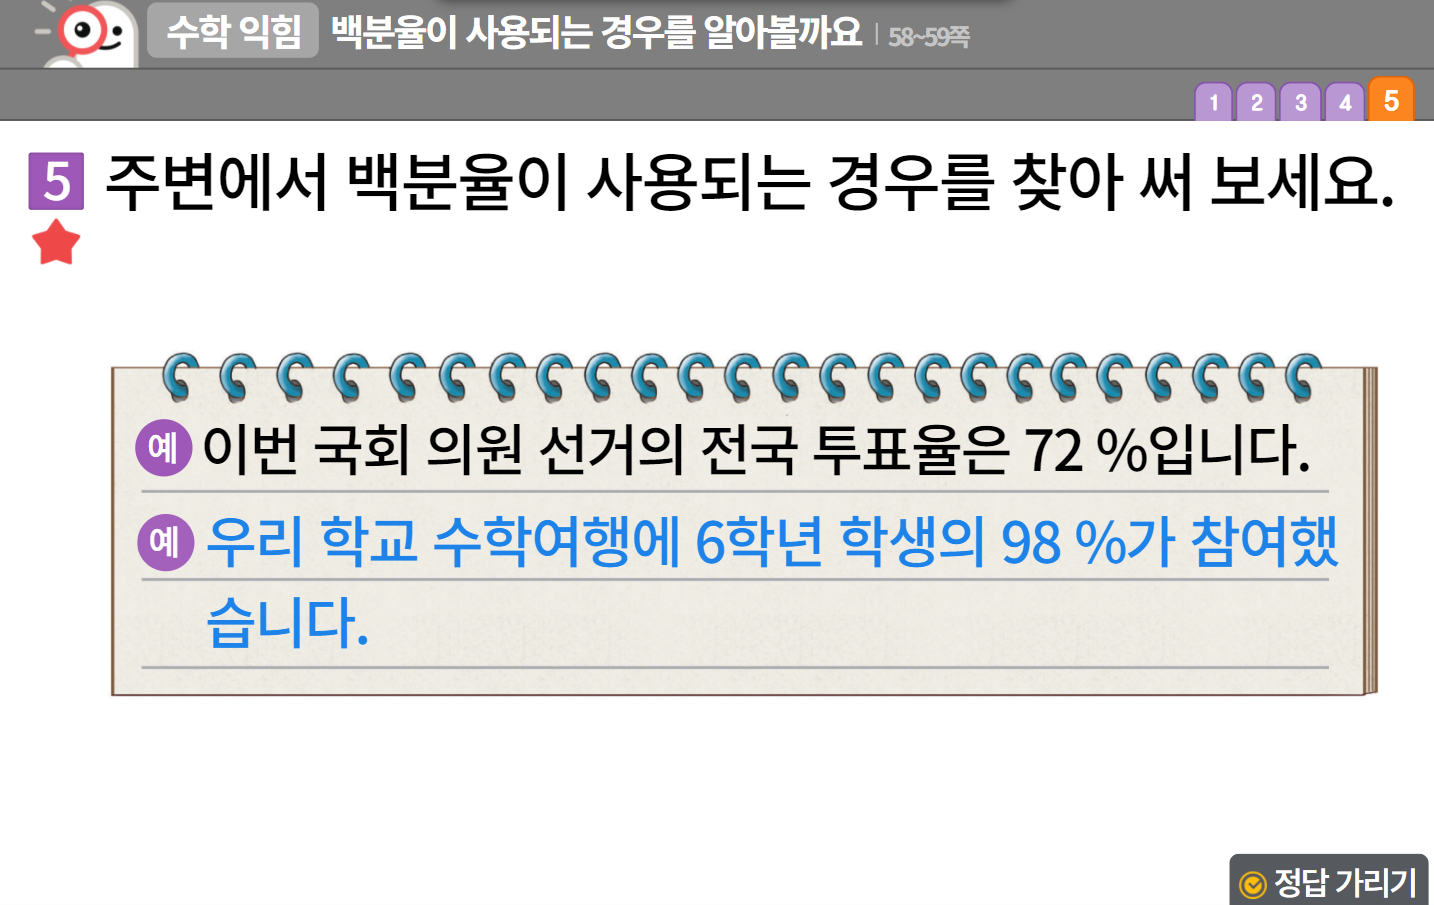 수학 익힘 백분율이 사용되는 경우를 알아볼까요 58~59쪽
1 2 3 4 5
5 주변에서 백분율이 사용되는 경우를 찾아 써 보세요.
예 이번 국회 의원 선거의 전국 투표율은 72 %입니다.
예 우리 학교 수학여행에 6학년 학생의 98 %가 참여했
습니다.
정답 가리기